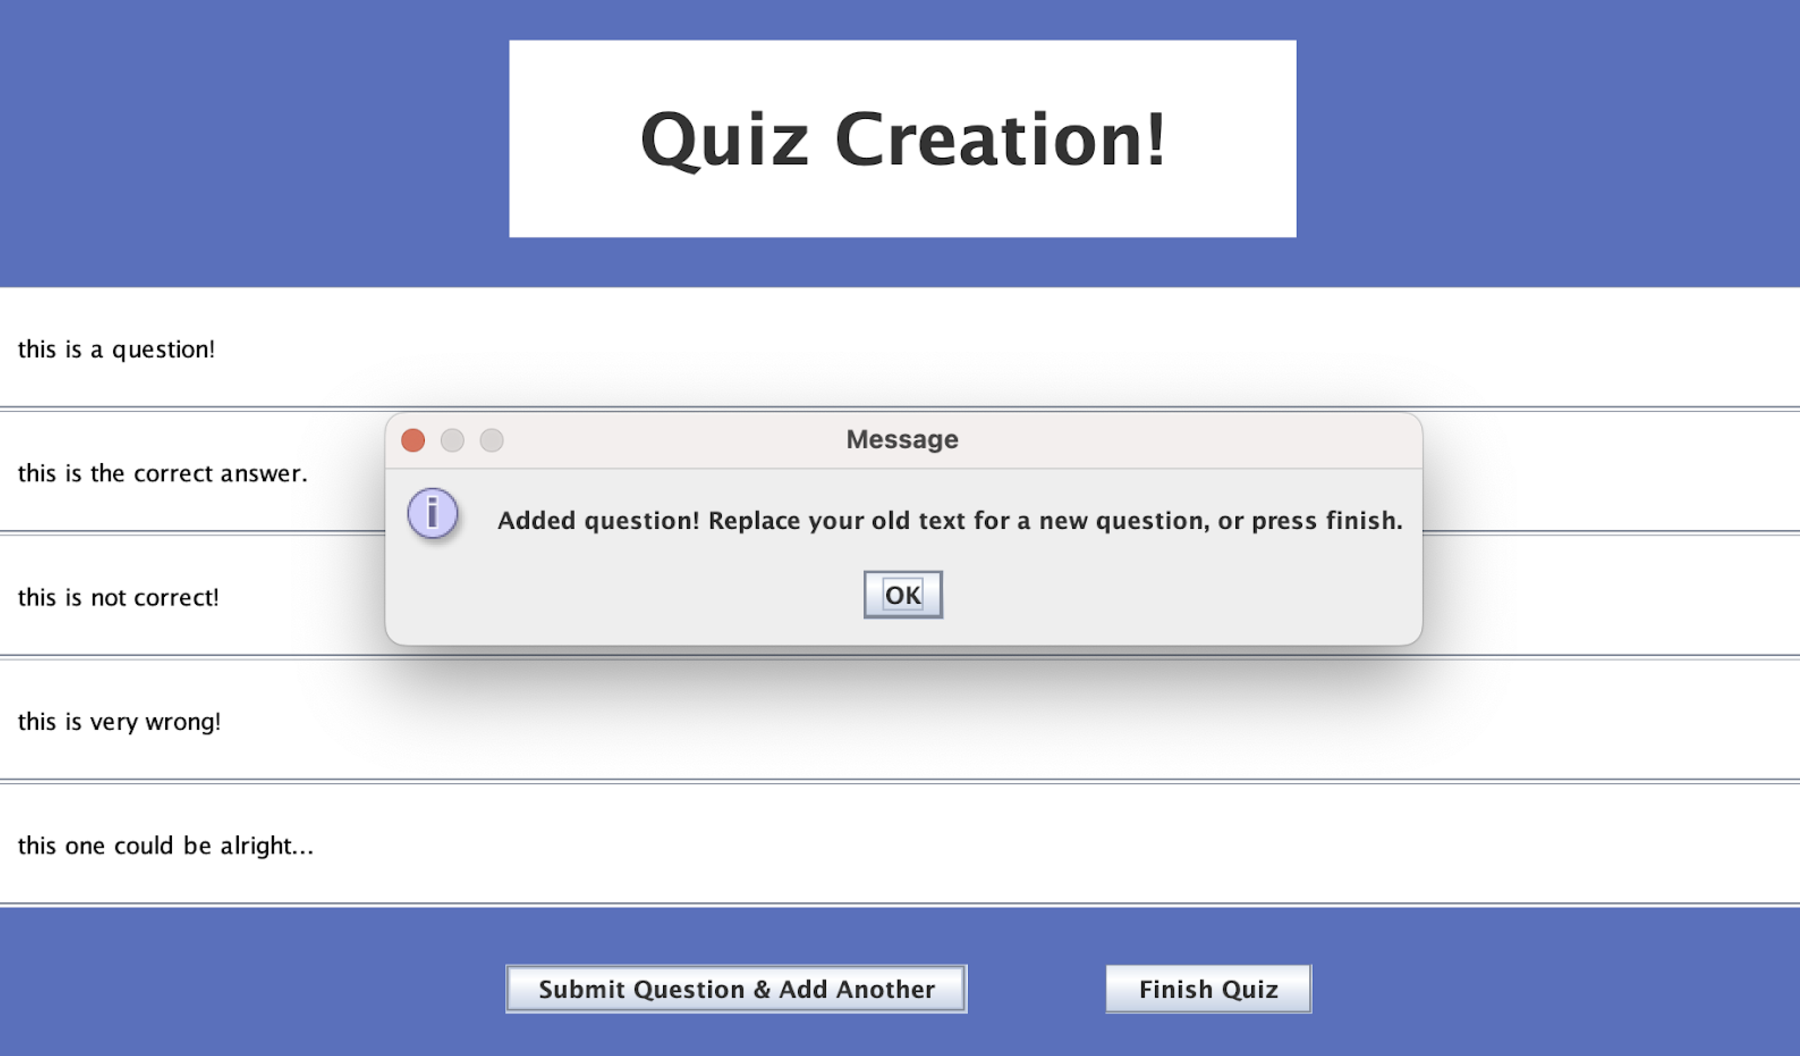 Quiz Creation!
this is a question!
this is the correct answer.
this is not correct!
this is very wrong!
this one could be alright...
Message
i
Added question! Replace your old text for a new question, or press finish.
OK
Submit Question & Add Another
Finish Quiz